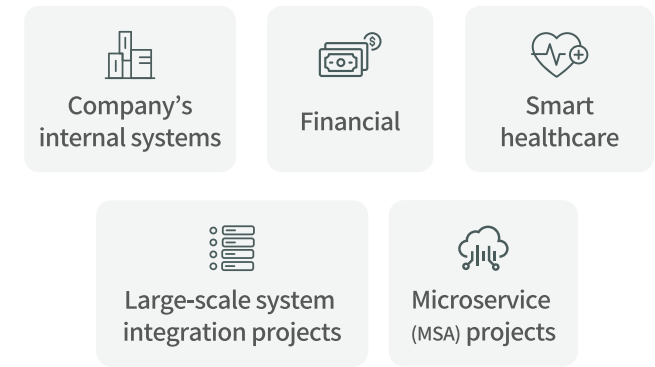 Company’s
internal systems
Financial
Smart
healthcare
Large-scale system
integration projects
Microservice
(MSA) projects